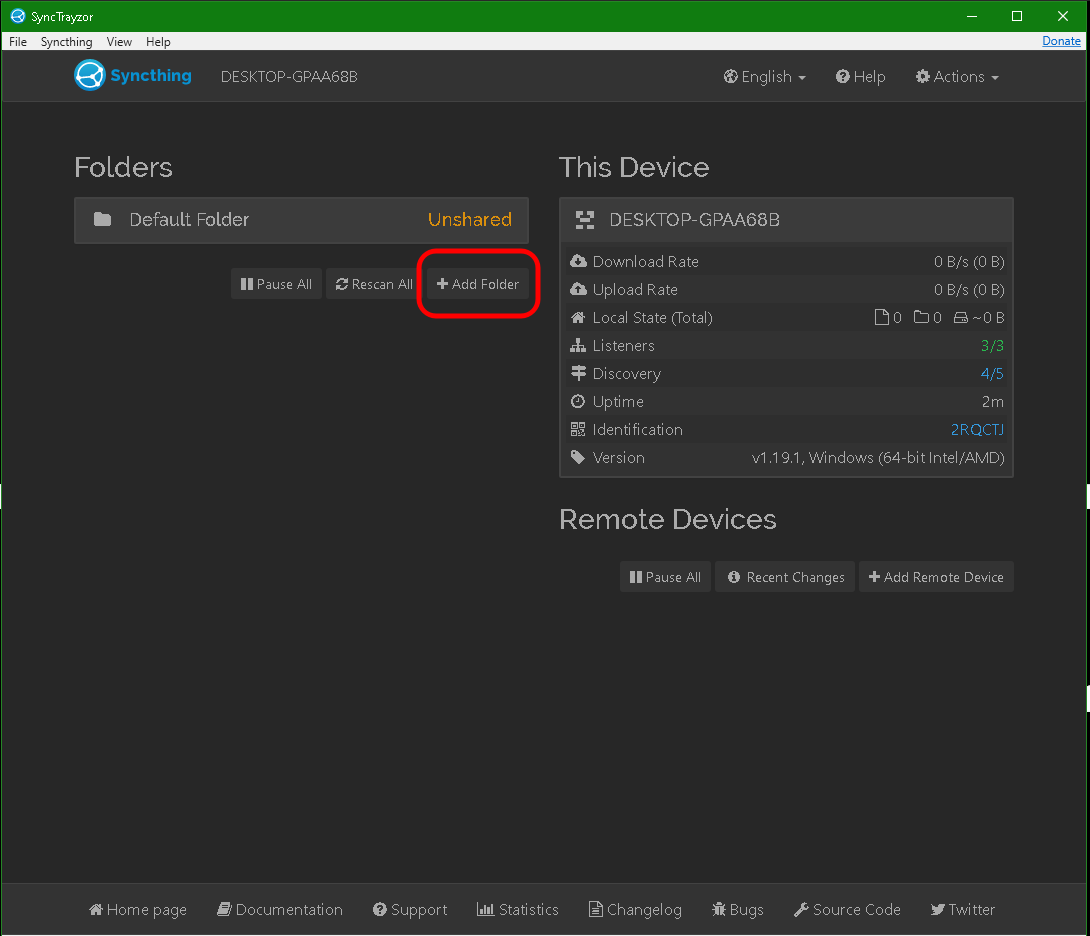 SyncTrayzor
File Syncthing View Help Donate
Syncthing DESKTOP-GPAA68B English Help Actions
Folders
Default Folder Unshared
Pause All Rescan All Add Folder
This Device
DESKTOP-GPAA68B
Download Rate 0 B/s (0 B)
Upload Rate 0 B/s (0 B)
Local State (Total) 0 0 ~0 B
Listeners 3/3
Discovery 4/5
Uptime 2m
Identification 2RQCTJ
Version v1.19.1, Windows (64-bit Intel/AMD)
Remote Devices
Pause All Recent Changes Add Remote Device
Home page Documentation Support Statistics Changelog Bugs Source Code Twitter